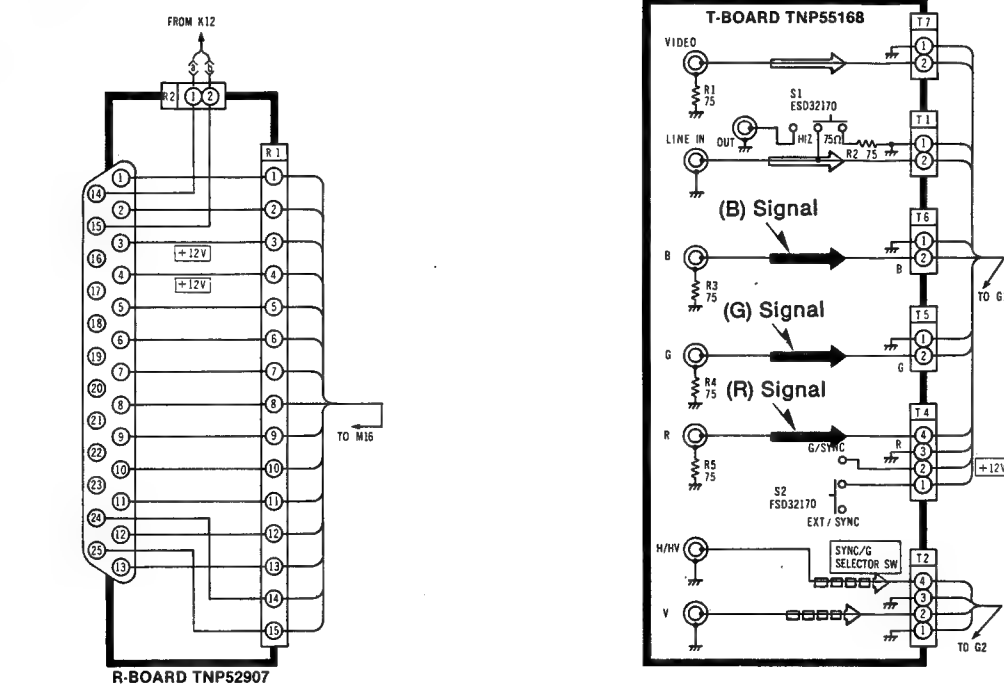 FROM K12
a b
R2 1 2
R1
1
2
3
4
5
6
7
8
9
10
11
12
13
14
15
1
14
2
15
3
16
4
17
5
18
6
19
7
20
8
21
9
22
10
23
11
24
12
25
13
+12V
+12V
TO M16
R-BOARD TNP52907
T-BOARD TNP55168
VIDEO
R1
75
T7
1
2
S1
ESD32170
LINE IN
OUT
HIZ
75Ω
R2 75
T1
1
2
(B) Signal
B
R3
75
T6
1
2
B
TO G
(G) Signal
G
R4
75
T5
1
2
G
(R) Signal
R
R5
75
G/SYNC
S2
FSD32170
EXT/SYNC
T4
4
R
3
2
1
+12V
H/HV
SYNC/G
SELECTOR SW
V
T2
4
3
2
1
TO G2